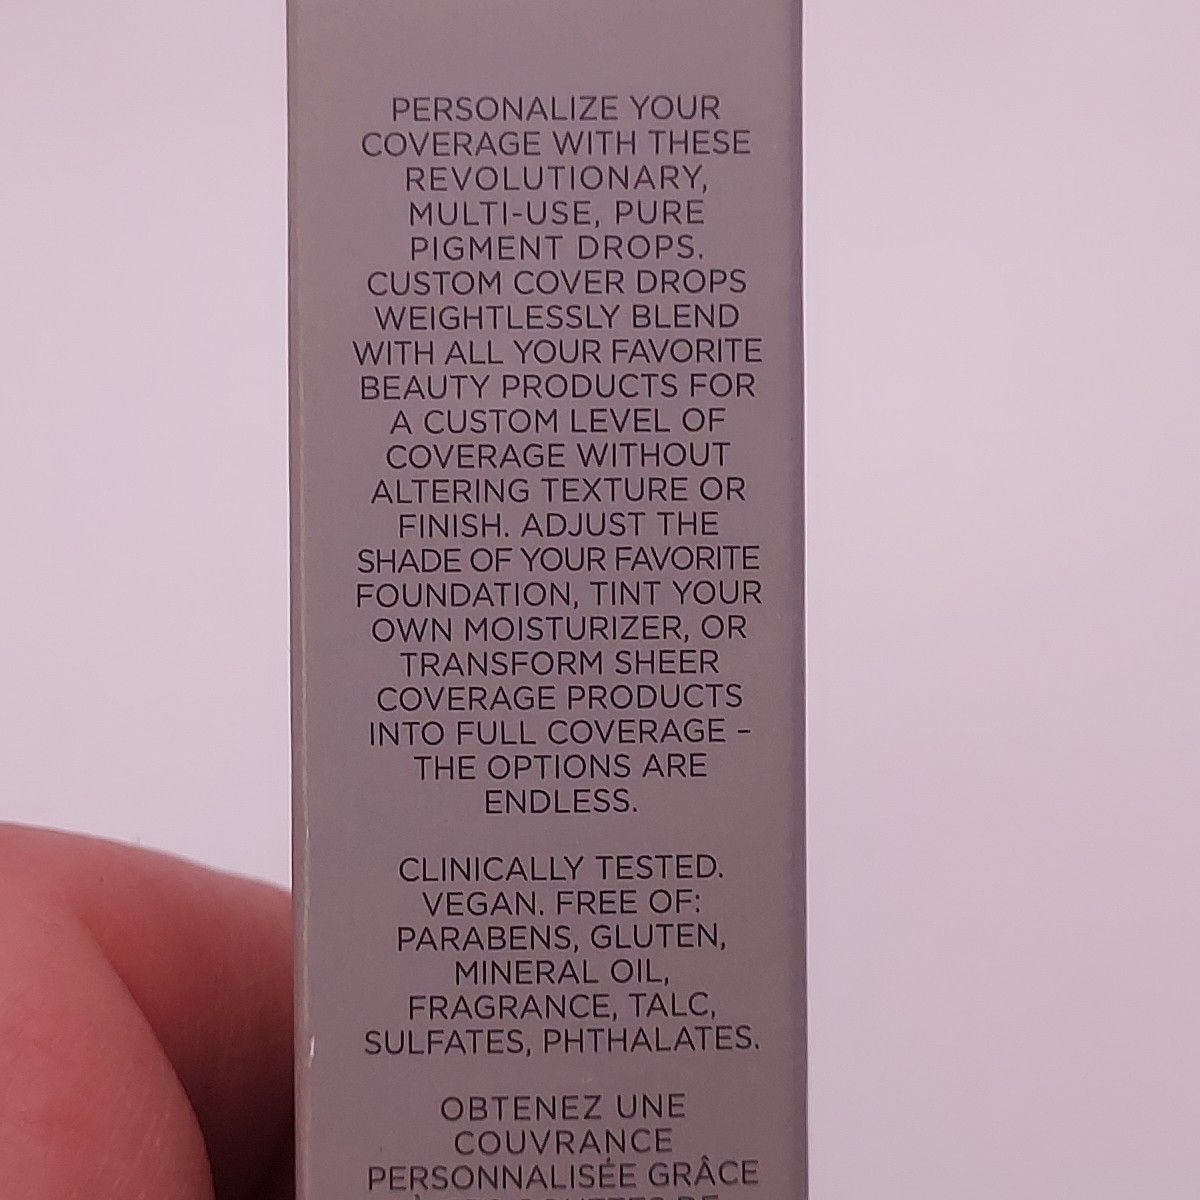 PERSONALIZE YOUR
COVERAGE WITH THESE
REVOLUTIONARY,
MULTI-USE, PURE
PIGMENT DROPS.
CUSTOM COVER DROPS
WEIGHTLESSLY BLEND
WITH ALL YOUR FAVORITE
BEAUTY PRODUCTS FOR
A CUSTOM LEVEL OF
COVERAGE WITHOUT
ALTERING TEXTURE OR
FINISH. ADJUST THE
SHADE OF YOUR FAVORITE
FOUNDATION, TINT YOUR
OWN MOISTURIZER, OR
TRANSFORM SHEER
COVERAGE PRODUCTS
INTO FULL COVERAGE –
THE OPTIONS ARE
ENDLESS.
CLINICALLY TESTED.
VEGAN. FREE OF:
PARABENS, GLUTEN,
MINERAL OIL,
FRAGRANCE, TALC,
SULFATES, PHTHALATES.
OBTENEZ UNE
COUVRANCE
PERSONNALISÉE GRÂCE